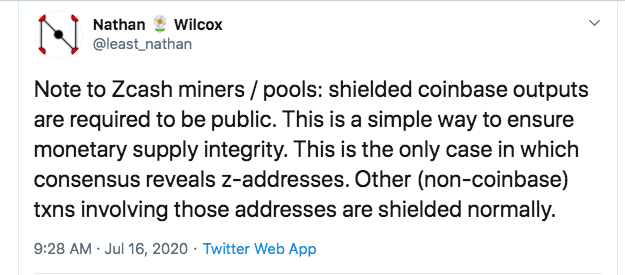 Nathan 🌼 Wilcox
@least_nathan
Note to Zcash miners / pools: shielded coinbase outputs
are required to be public. This is a simple way to ensure
monetary supply integrity. This is the only case in which
consensus reveals z-addresses. Other (non-coinbase)
txns involving those addresses are shielded normally.
9:28 AM · Jul 16, 2020 · Twitter Web App